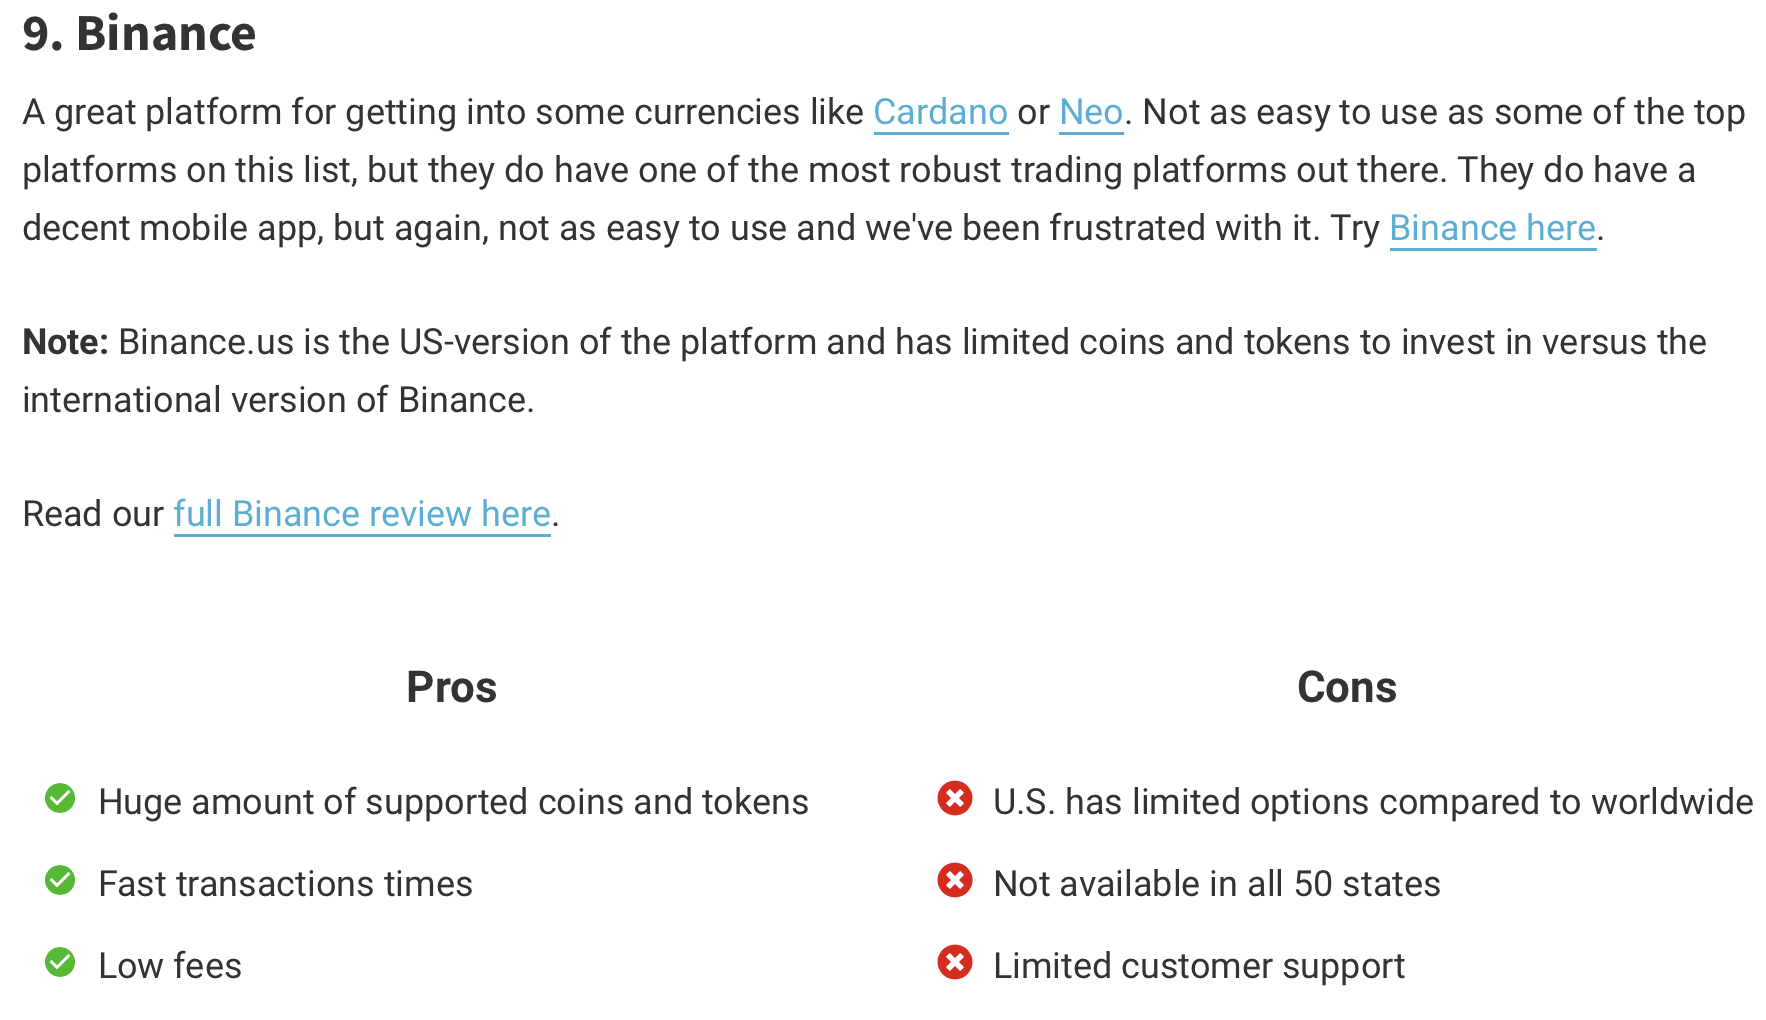 9. Binance
A great platform for getting into some currencies like Cardano or Neo. Not as easy to use as some of the top
platforms on this list, but they do have one of the most robust trading platforms out there. They do have a
decent mobile app, but again, not as easy to use and we've been frustrated with it. Try Binance here.
Note: Binance.us is the US-version of the platform and has limited coins and tokens to invest in versus the
international version of Binance.
Read our full Binance review here.
Pros
Huge amount of supported coins and tokens
Fast transactions times
Low fees
Cons
U.S. has limited options compared to worldwide
Not available in all 50 states
Limited customer support